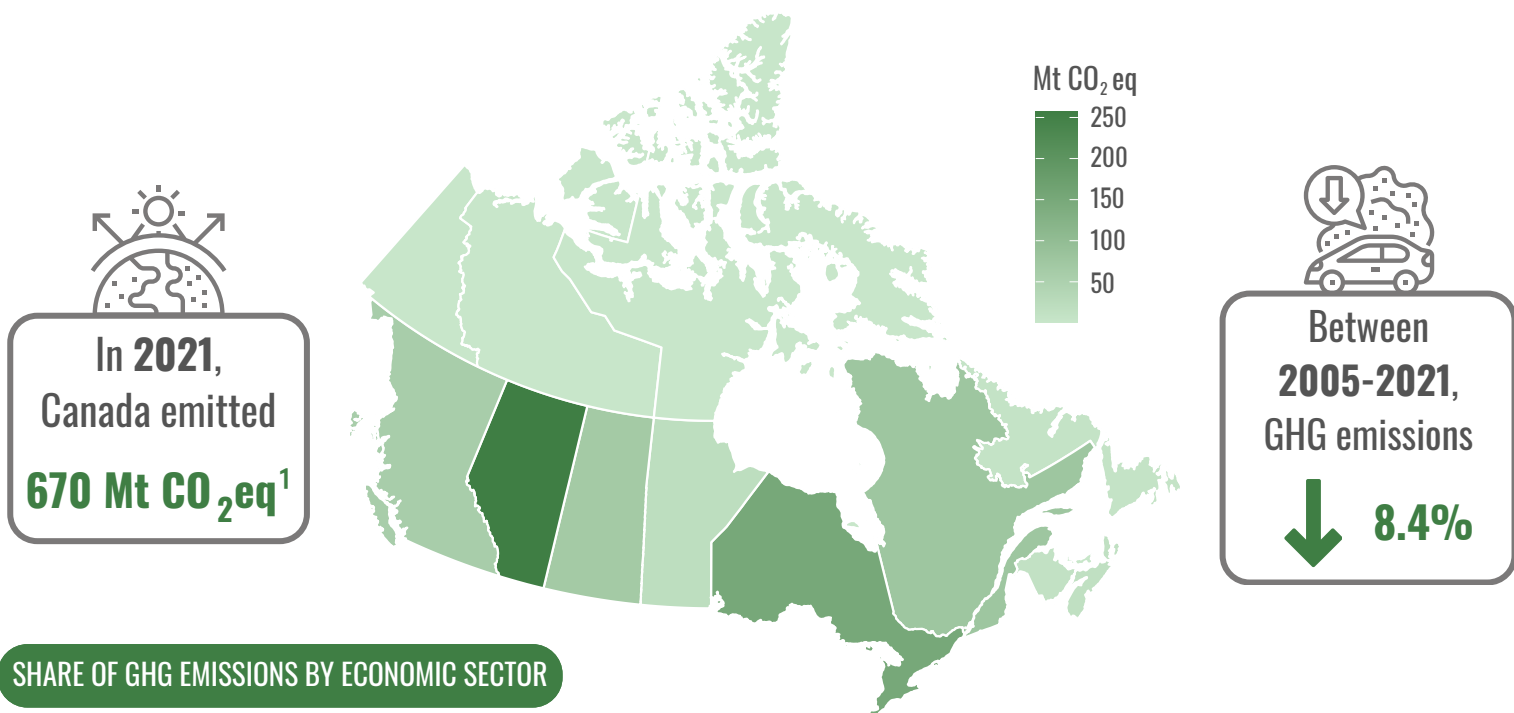 In 2021,
Canada emitted
670 Mt CO₂eq¹
Mt CO₂ eq
250
200
150
100
50
Between
2005-2021,
GHG emissions
8.4%
SHARE OF GHG EMISSIONS BY ECONOMIC SECTOR